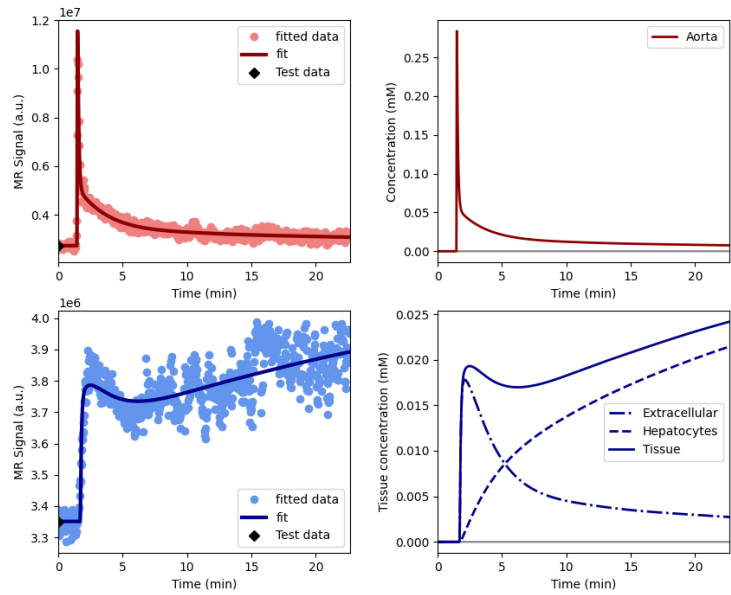 1e7
1.2
1.0
0.8
0.6
0.4
MR Signal (a.u.)
fitted data
fit
Test data
0 5 10 15 20
Time (min)
0.25
0.20
0.15
0.10
0.05
0.00
Concentration (mM)
Aorta
0 5 10 15 20
Time (min)
1e6
4.0
3.9
3.8
3.7
3.6
3.5
3.4
3.3
MR Signal (a.u.)
fitted data
fit
Test data
0 5 10 15 20
Time (min)
0.025
0.020
0.015
0.010
0.005
0.000
Tissue concentration (mM)
Extracellular
Hepatocytes
Tissue
0 5 10 15 20
Time (min)